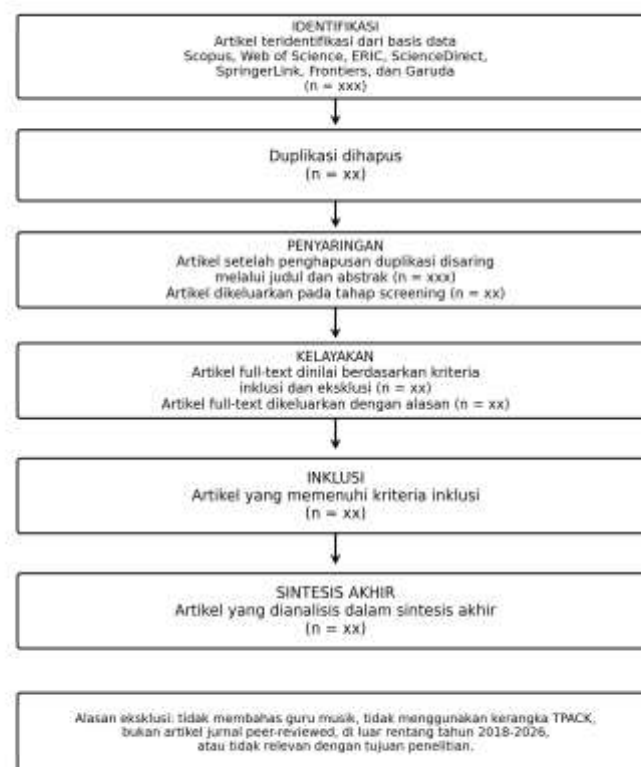 IDENTIFIKASI
Artikel teridentifikasi dari basis data
Scopus, Web of Science, ERIC, ScienceDirect,
SpringerLink, Frontiers, dan Garuda
(n = xxx)
Duplikasi dihapus
(n = xx)
PENYARINGAN
Artikel setelah penghapusan duplikasi disaring
melalui judul dan abstrak (n = xxx)
Artikel dikeluarkan pada tahap screening (n = xx)
KELAYAKAN
Artikel full-text dinilai berdasarkan kriteria
inklusi dan eksklusi (n = xx)
Artikel full-text dikeluarkan dengan alasan (n = xx)
INKLUSI
Artikel yang memenuhi kriteria inklusi
(n = xx)
SINTESIS AKHIR
Artikel yang dianalisis dalam sintesis akhir
(n = xx)
Alasan eksklusi: tidak membahas guru musik, tidak menggunakan kerangka TPACK,
bukan artikel jurnal peer-reviewed, di luar rentang tahun 2018-2026,
atau tidak relevan dengan tujuan penelitian.